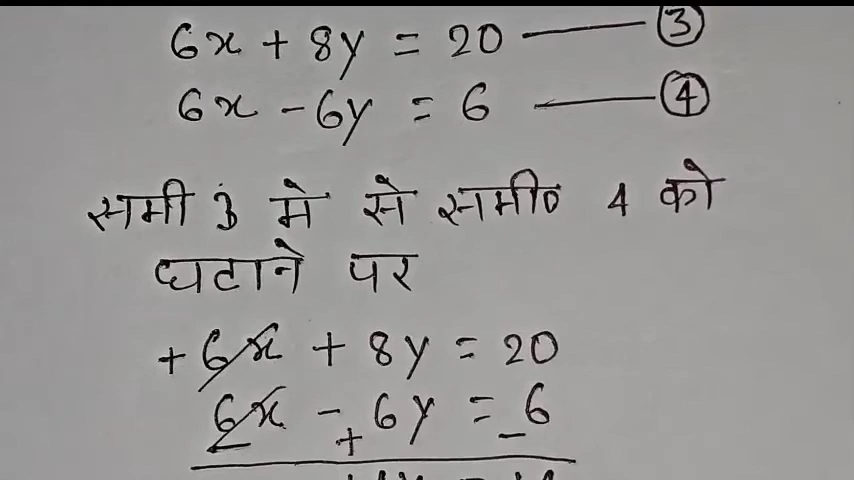 6x + 8y = 20 ——— ③
6x - 6y = 6 ——— ④
समी 3 मे से समी० 4 को
घटाने पर
+ 6x + 8y = 20
6x - 6y = 6
- + -